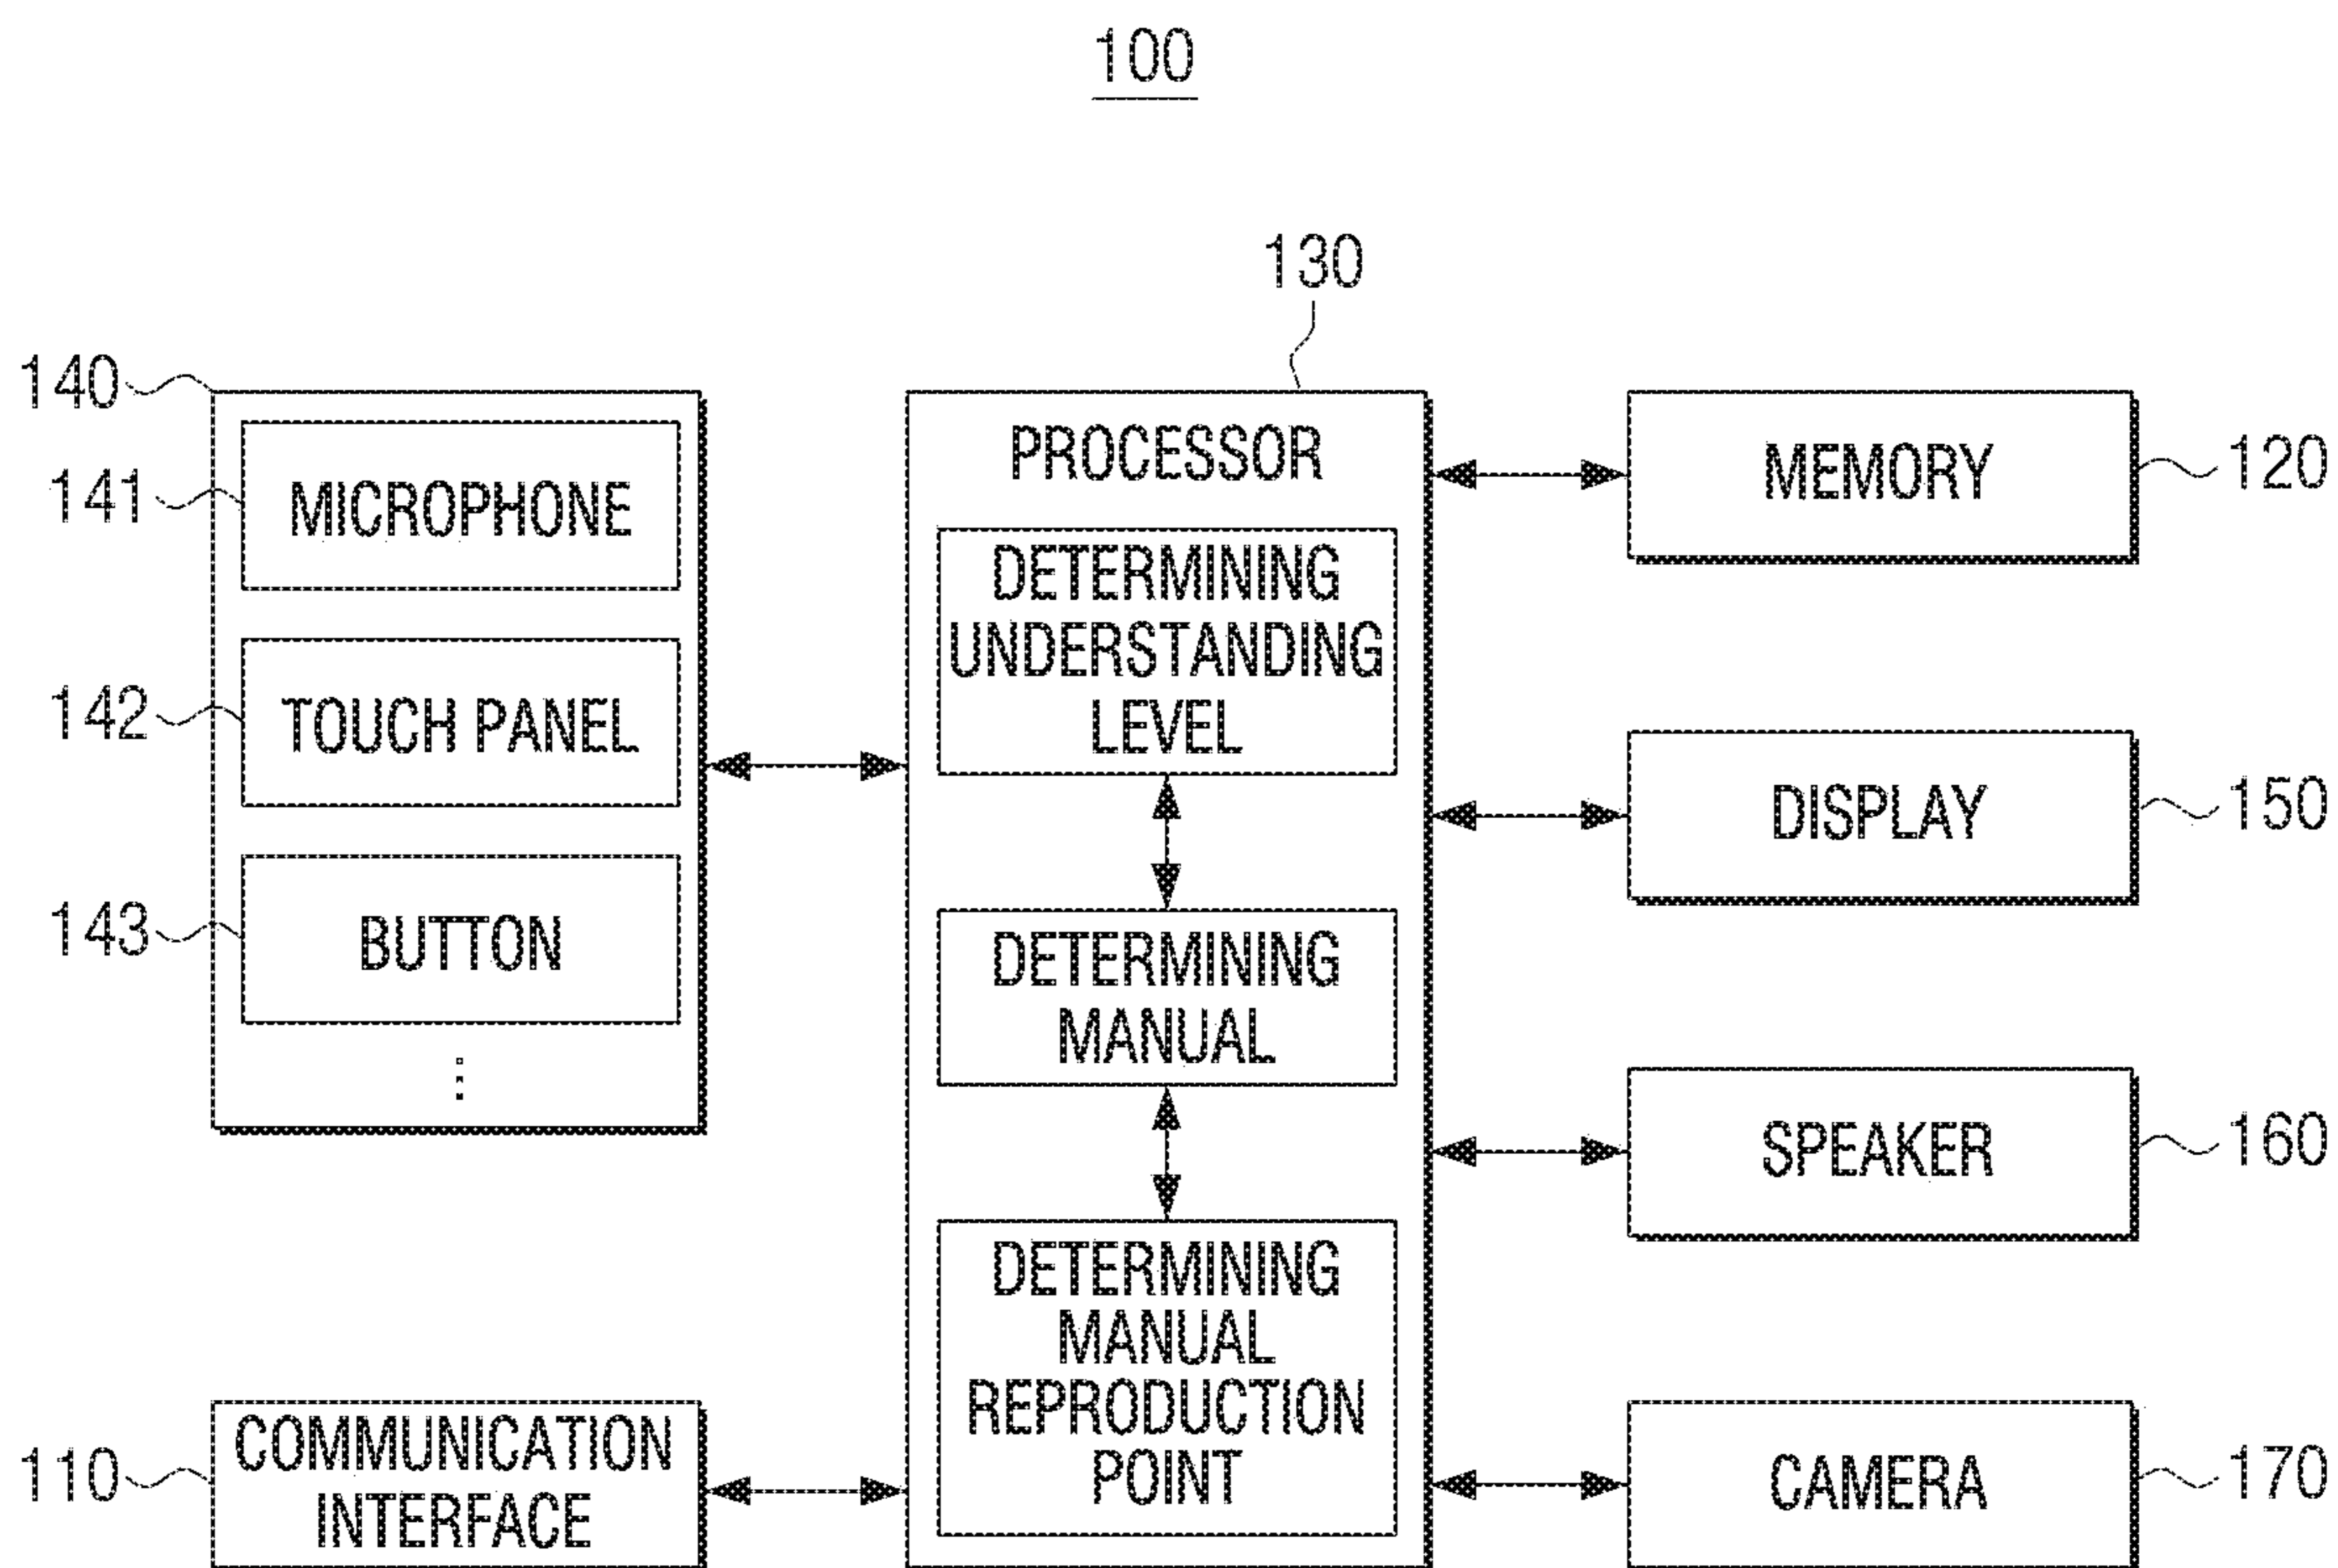 100
130
140
141
MICROPHONE
142
TOUCH PANEL
143
BUTTON
⋮
110
COMMUNICATION
INTERFACE
PROCESSOR
DETERMINING
UNDERSTANDING
LEVEL
DETERMINING
MANUAL
DETERMINING
MANUAL
REPRODUCTION
POINT
MEMORY
120
DISPLAY
150
SPEAKER
160
CAMERA
170